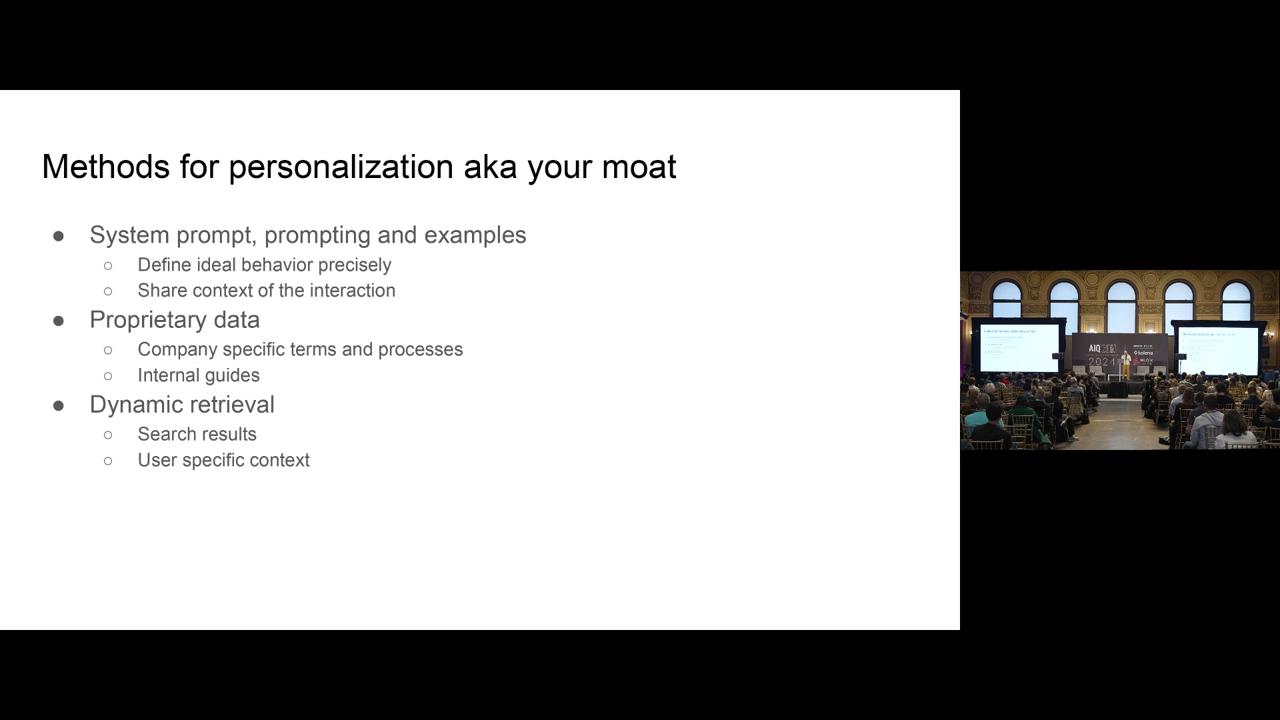 Methods for personalization aka your moat
● System prompt, prompting and examples
○ Define ideal behavior precisely
○ Share context of the interaction
● Proprietary data
○ Company specific terms and processes
○ Internal guides
● Dynamic retrieval
○ Search results
○ User specific context
2024